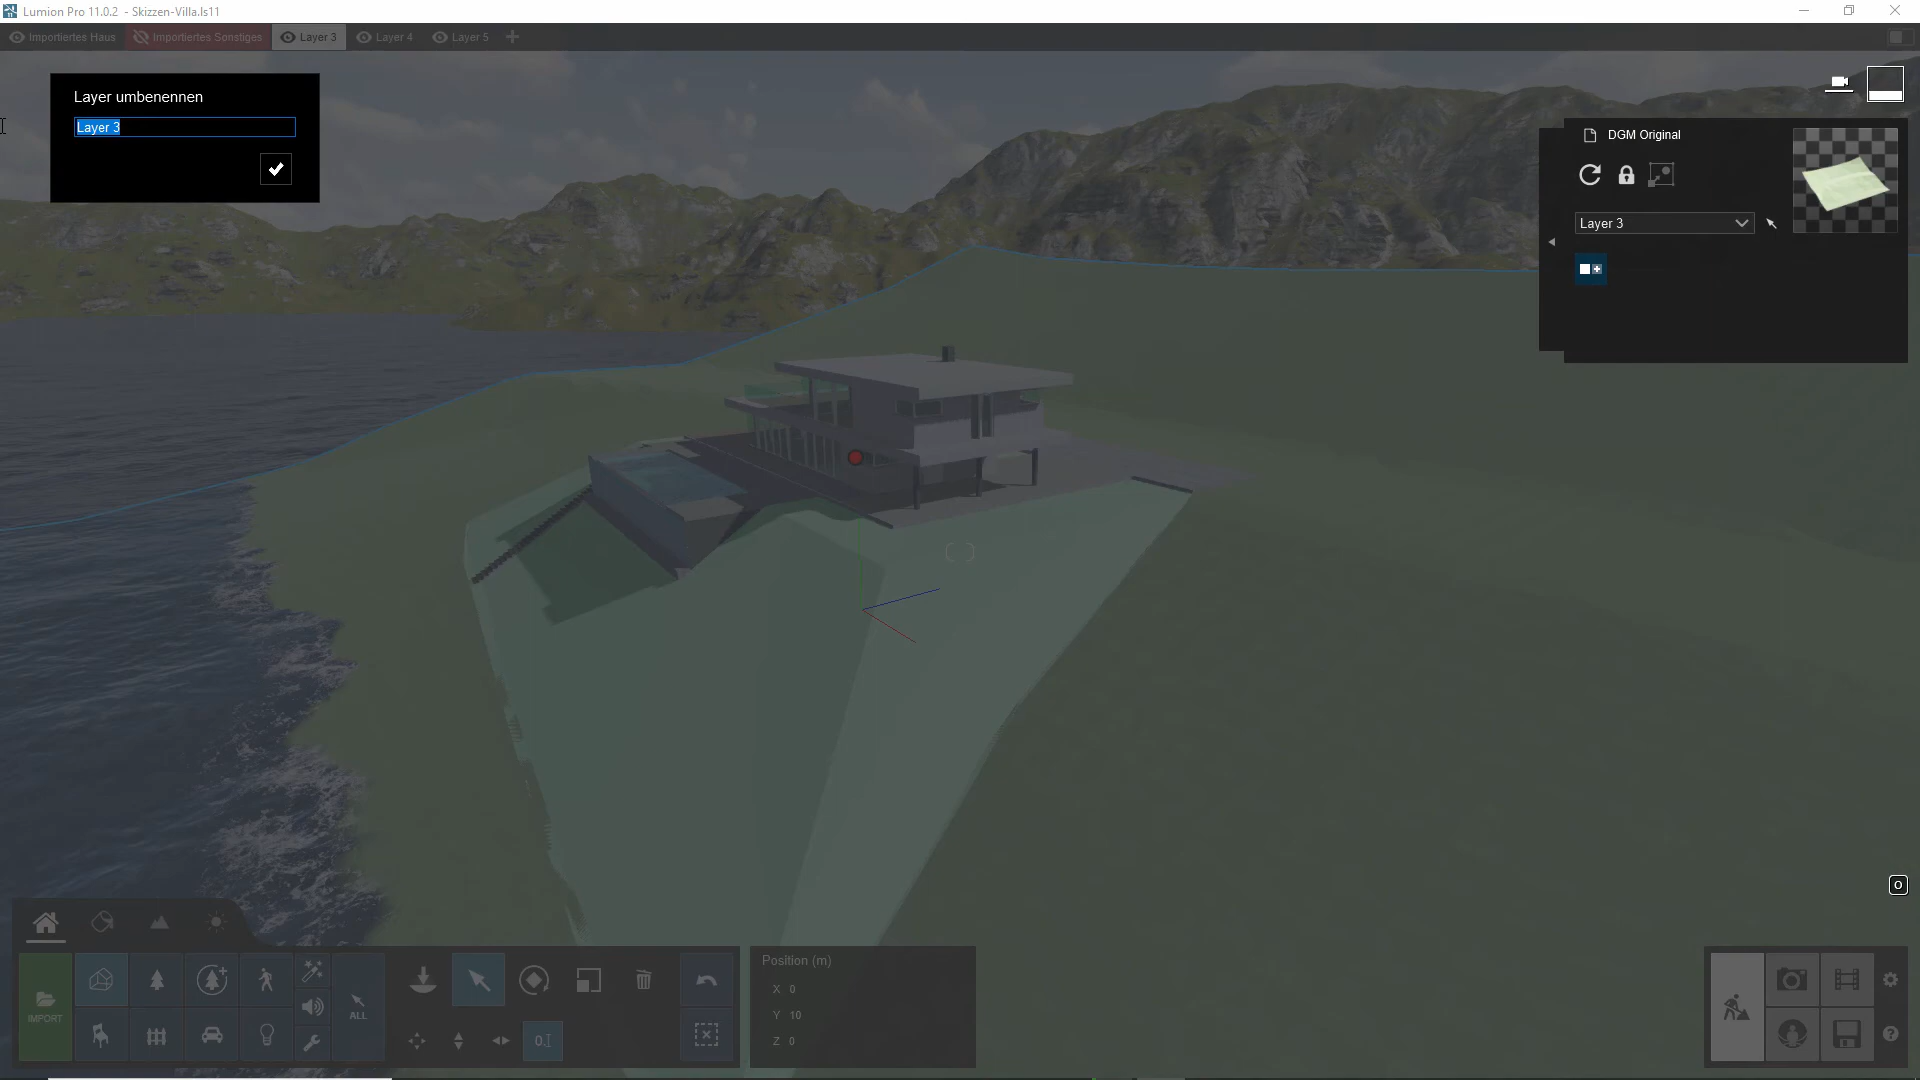 Lumion Pro 11.0.2 - Skizzen-Villa.ls11
Importiertes Haus
Importiertes Sonstiges
Layer 3
Layer 4
Layer 5
Layer umbenennen
Layer 3
DGM Original
Layer 3
O
IMPORT
ALL
Position (m)
X 0
Y 10
Z 0